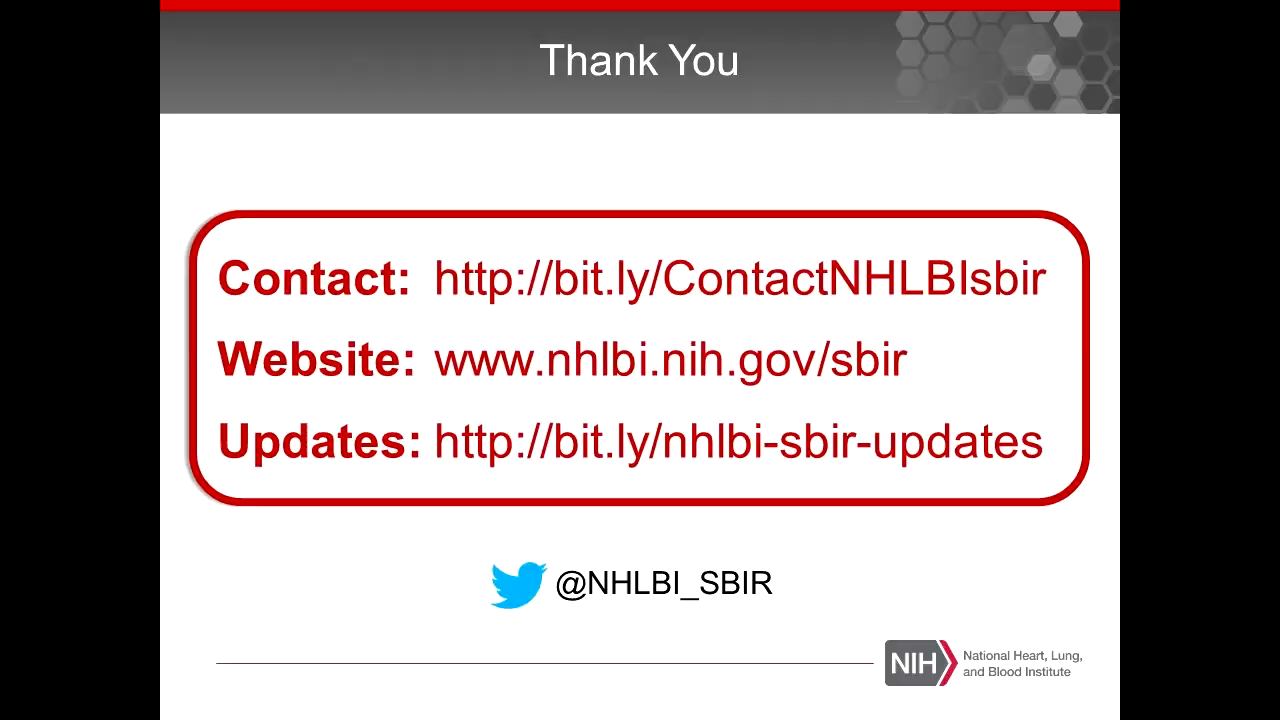 Thank You
Contact: http://bit.ly/ContactNHLBIsbir
Website: www.nhlbi.nih.gov/sbir
Updates: http://bit.ly/nhlbi-sbir-updates
@NHLBI_SBIR
NIH
National Heart, Lung,
and Blood Institute